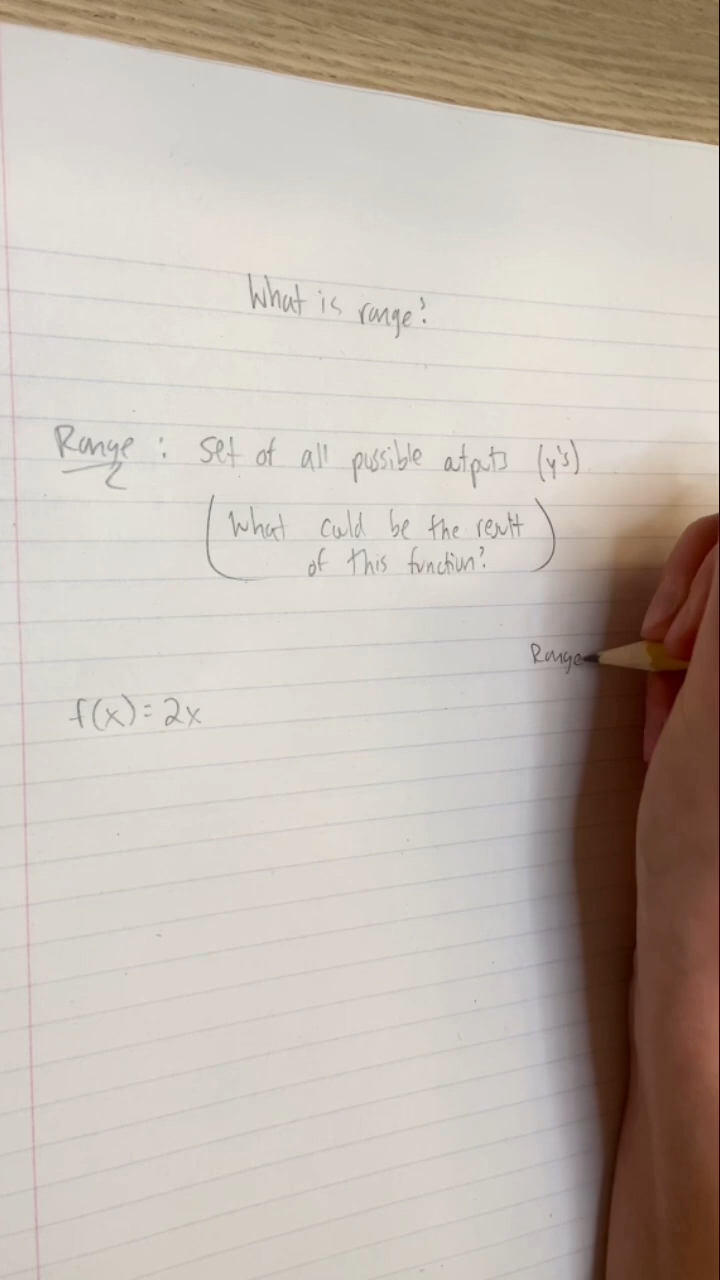 What is range?
Range : set of all possible outputs (y's)
(What could be the result
of this function?)
Range
f(x) = 2x